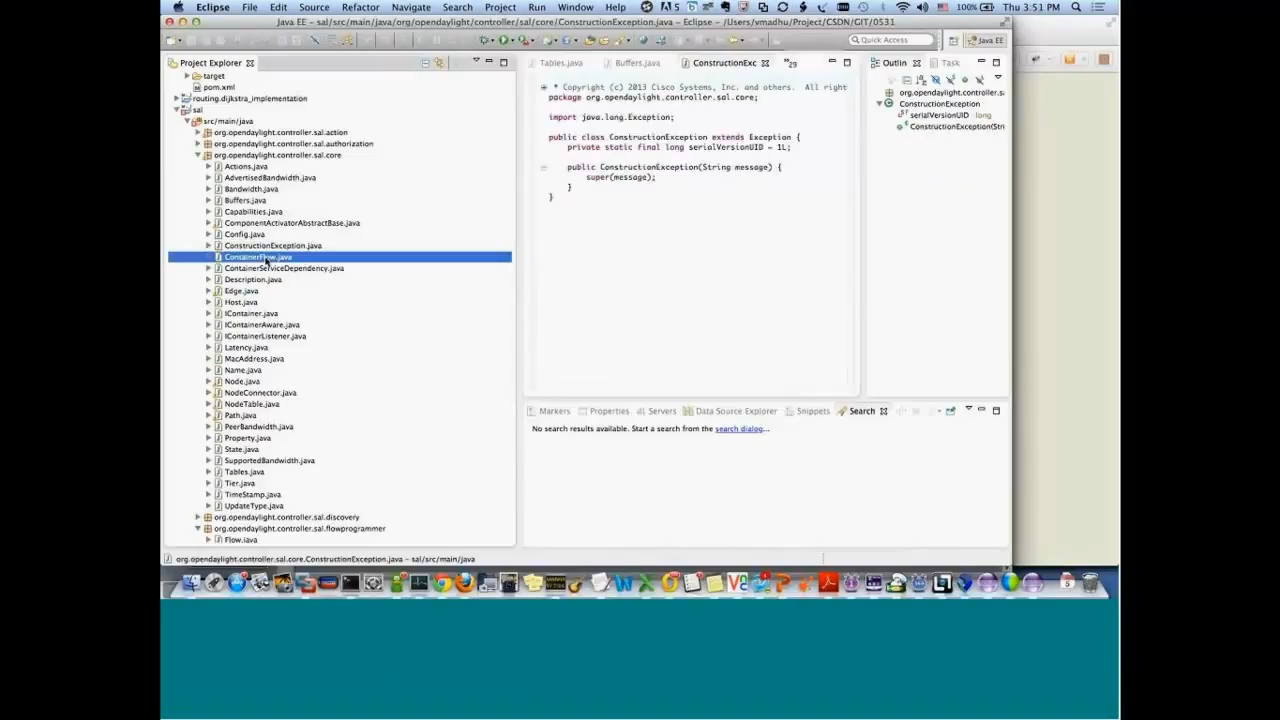 Eclipse File Edit Source Refactor Navigate Search Project Run Window Help 5 100% Thu 3:51 PM
Java EE – sal/src/main/java/org/opendaylight/controller/sal/core/ConstructionException.java – Eclipse – /Users/vmadhu/Project/CSDN/GIT/0531
Quick Access Java EE
Project Explorer
target
pom.xml
routing.dijkstra_implementation
sal
src/main/java
org.opendaylight.controller.sal.action
org.opendaylight.controller.sal.authorization
org.opendaylight.controller.sal.core
Actions.java
AdvertisedBandwidth.java
Bandwidth.java
Buffers.java
Capabilities.java
ComponentActivatorAbstractBase.java
Config.java
ConstructionException.java
ContainerFlow.java
ContainerServiceDependency.java
Description.java
Edge.java
Host.java
IContainer.java
IContainerAware.java
IContainerListener.java
Latency.java
MacAddress.java
Name.java
Node.java
NodeConnector.java
NodeTable.java
Path.java
PeerBandwidth.java
Property.java
State.java
SupportedBandwidth.java
Tables.java
Tier.java
TimeStamp.java
UpdateType.java
org.opendaylight.controller.sal.discovery
org.opendaylight.controller.sal.flowprogrammer
Flow.java
Tables.java Buffers.java ConstructionExc »29
* Copyright (c) 2013 Cisco Systems, Inc. and others. All right
package org.opendaylight.controller.sal.core;
import java.lang.Exception;
public class ConstructionException extends Exception {
private static final long serialVersionUID = 1L;
public ConstructionException(String message) {
super(message);
}
}
Outlin Task
org.opendaylight.controller.sa
ConstructionException
serialVersionUID long
ConstructionException(Stri
Markers Properties Servers Data Source Explorer Snippets Search
No search results available. Start a search from the search dialog...
org.opendaylight.controller.sal.core.ConstructionException.java – sal/src/main/java